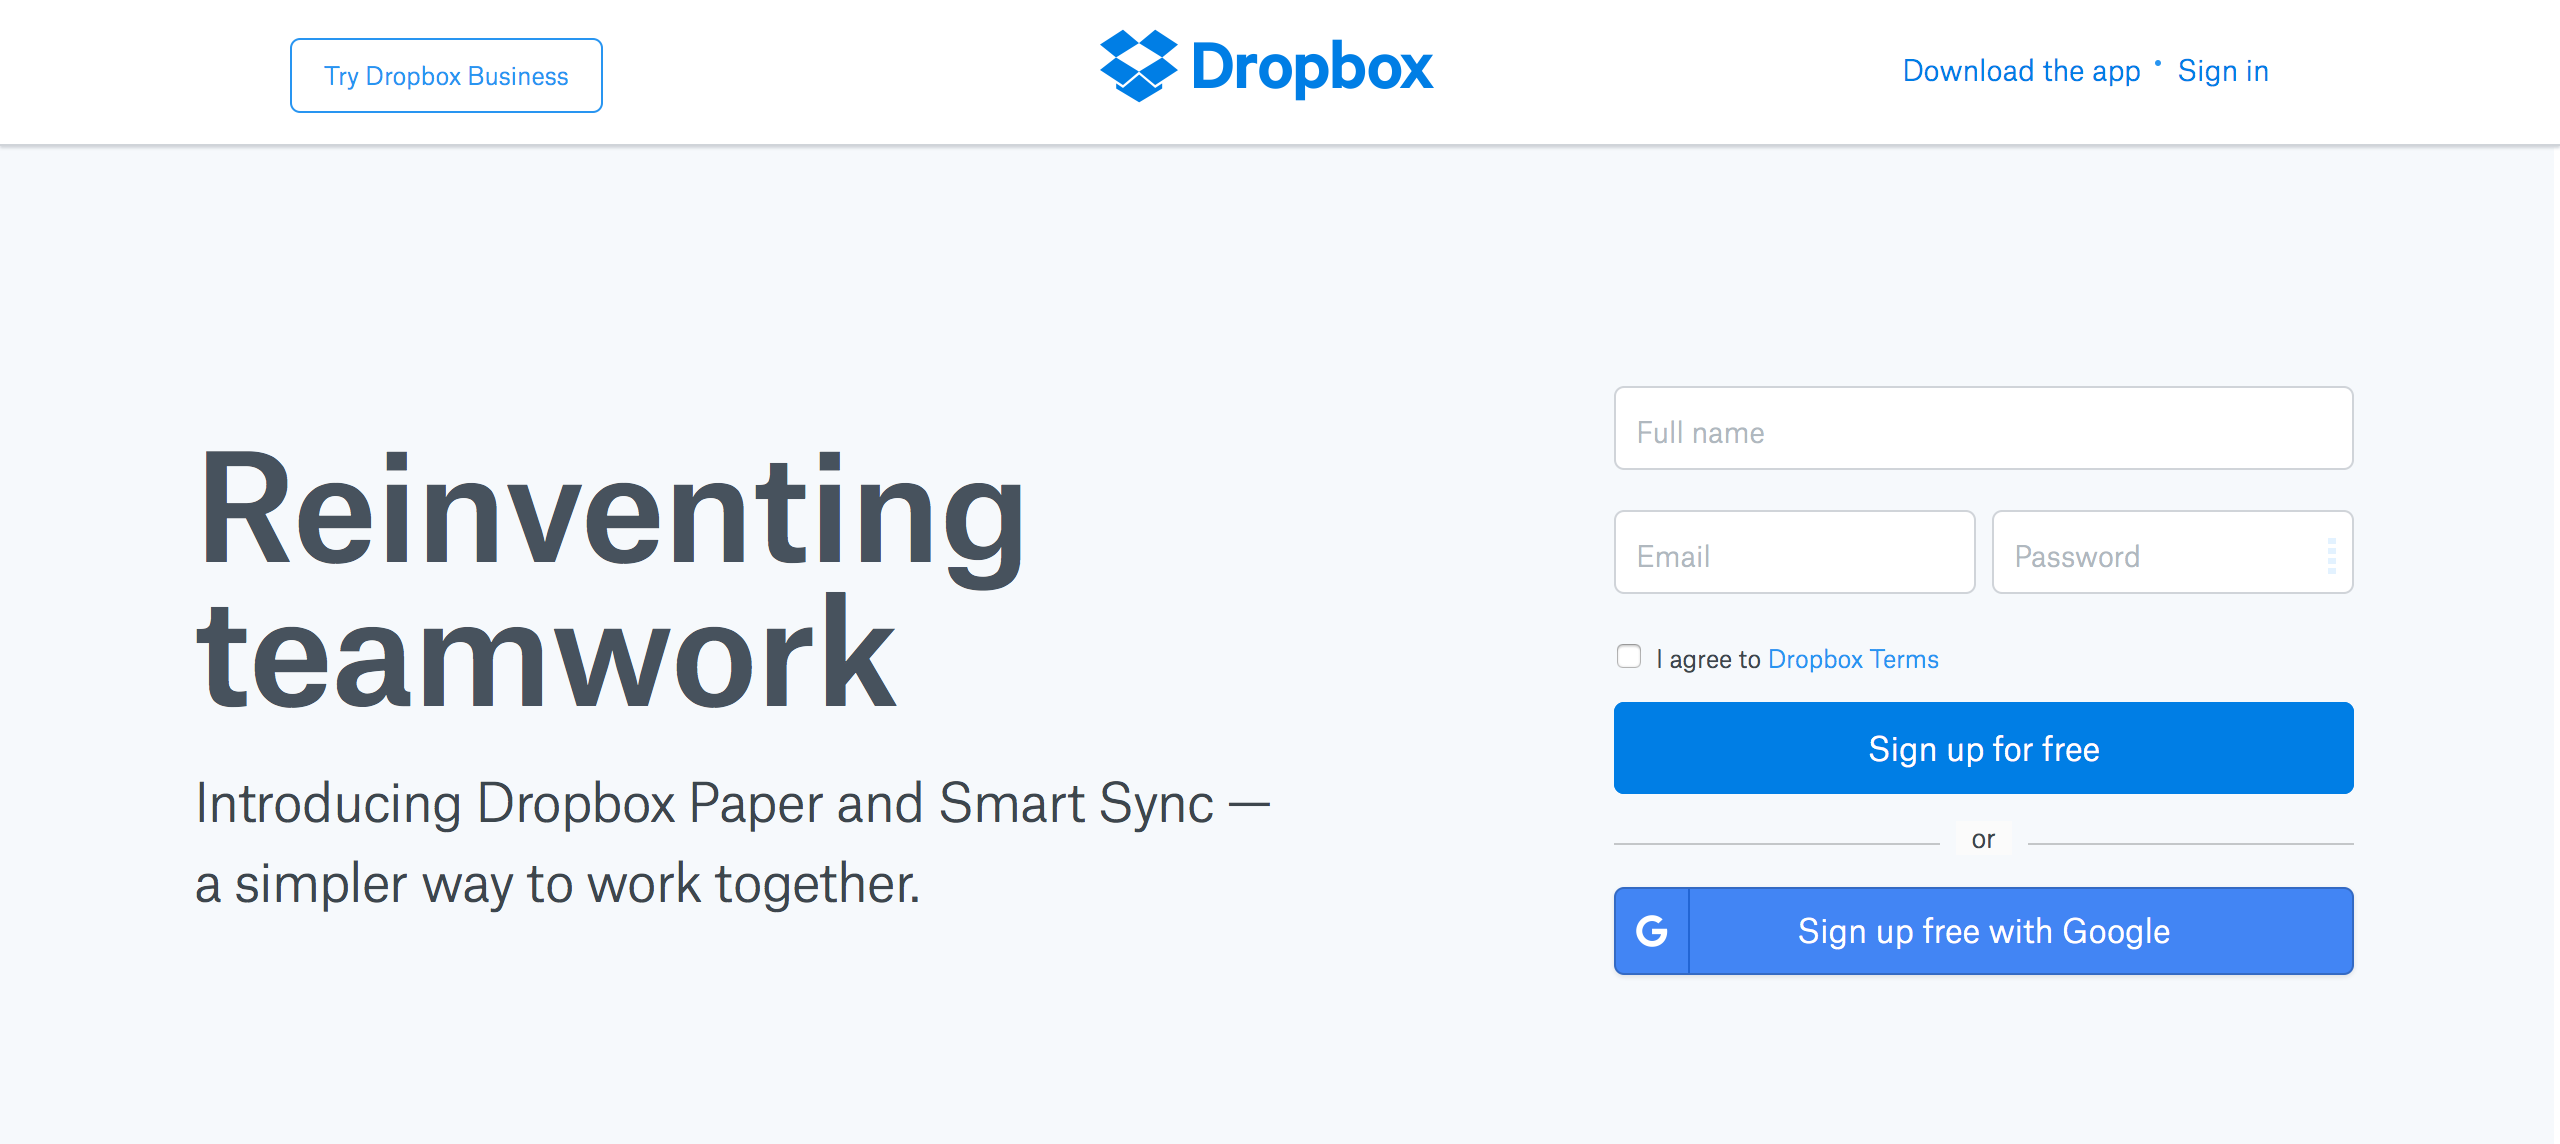 Try Dropbox Business
Dropbox
Download the app • Sign in
Reinventing
teamwork
Introducing Dropbox Paper and Smart Sync —
a simpler way to work together.
Full name
Email
Password
I agree to Dropbox Terms
Sign up for free
or
G
Sign up free with Google